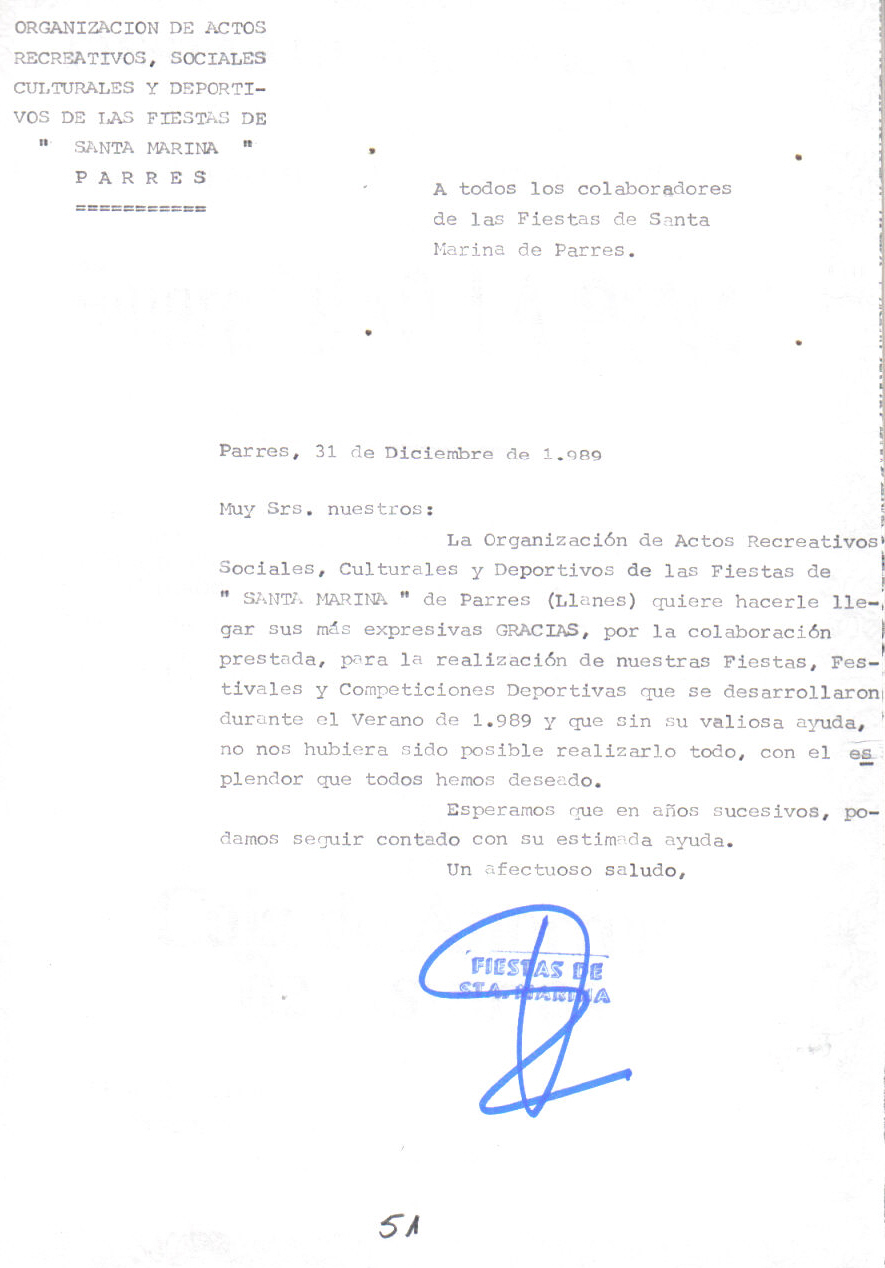 ORGANIZACION DE ACTOS
RECREATIVOS, SOCIALES
CULTURALES Y DEPORTI-
VOS DE LAS FIESTAS DE
" SANTA MARINA "
P A R R E S
===========
A todos los colaboradores
de las Fiestas de Santa
Marina de Parres.
Parres, 31 de Diciembre de 1.989
Muy Srs. nuestros:
La Organización de Actos Recreativos
Sociales, Culturales y Deportivos de las Fiestas de
" SANTA MARINA " de Parres (Llanes) quiere hacerle lle-
gar sus más expresivas GRACIAS, por la colaboración
prestada, para la realización de nuestras Fiestas, Fes-
tivales y Competiciones Deportivas que se desarrollaron
durante el Verano de 1.989 y que sin su valiosa ayuda,
no nos hubiera sido posible realizarlo todo, con el es
plendor que todos hemos deseado.
Esperamos que en años sucesivos, po-
damos seguir contado con su estimada ayuda.
Un afectuoso saludo,
FIESTAS DE
STA. MARINA
51